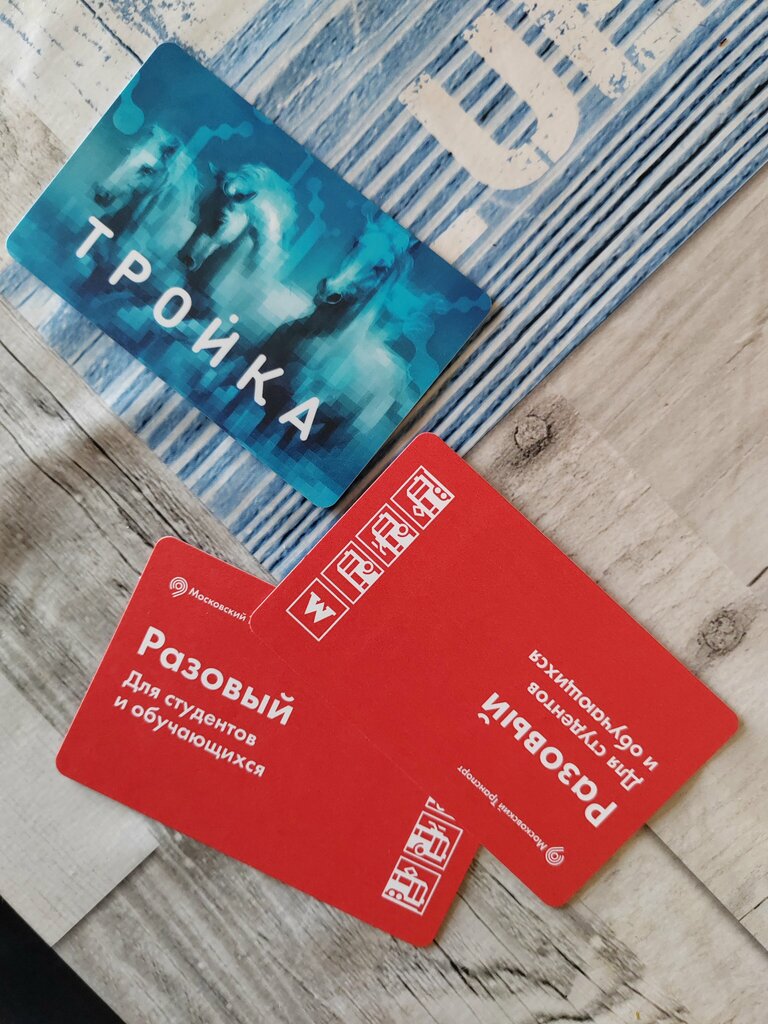 ТРОЙКА
Московский
Разовый
Для студентов
и обучающихся
Московский Транспорт
Разовый
Для студентов
и обучающихся